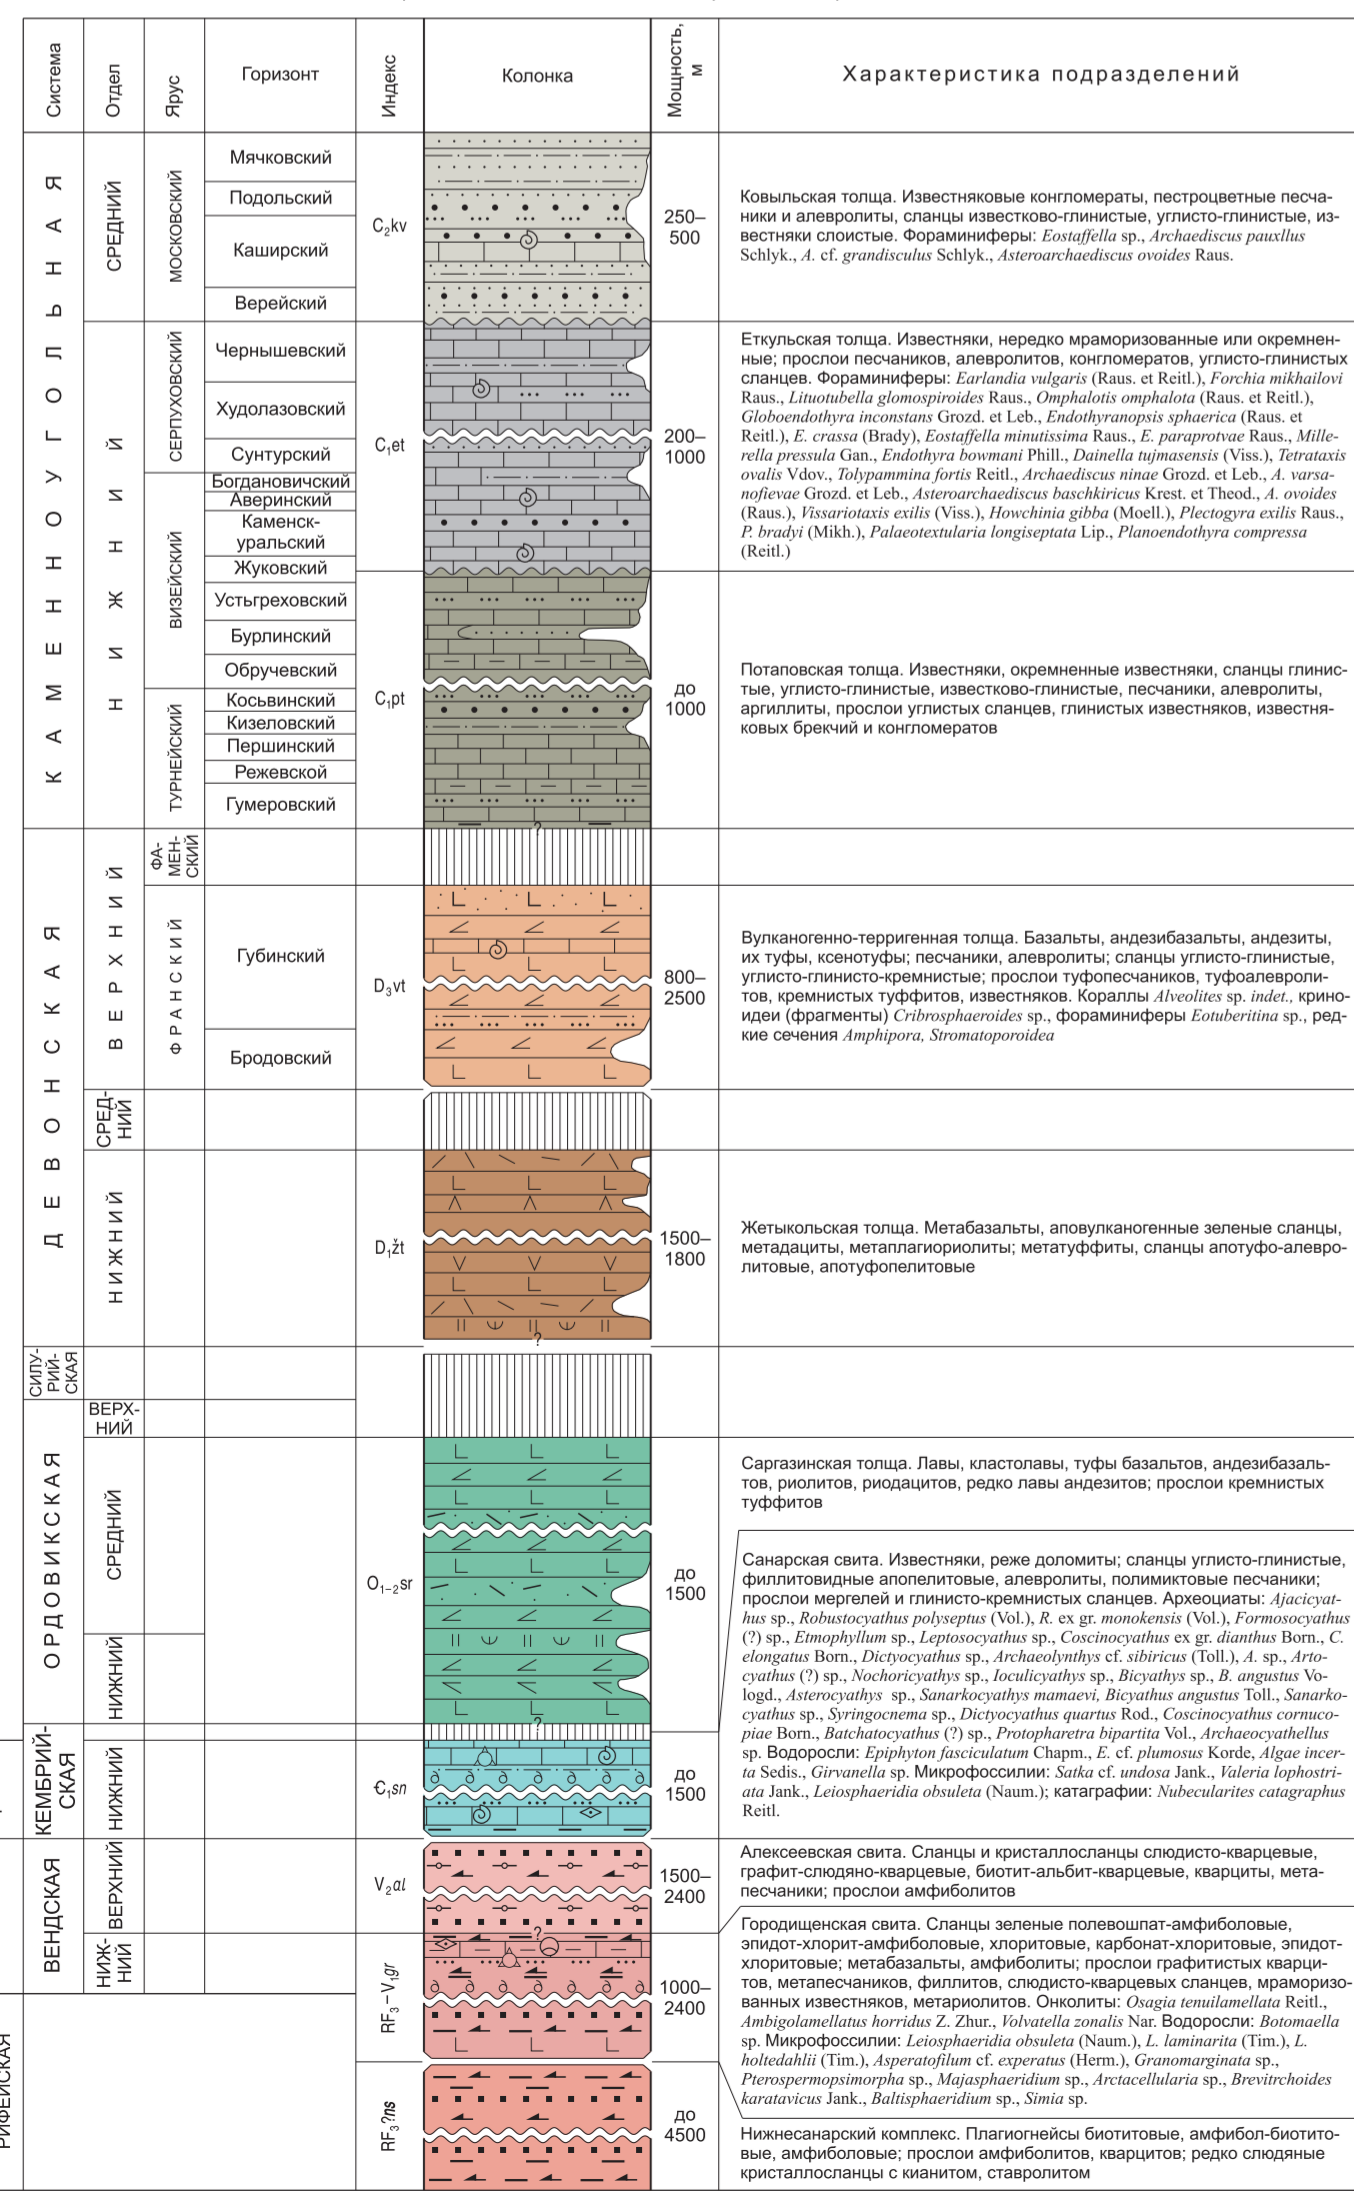 Система
Отдел
Ярус
Горизонт
Индекс
Колонка
Мощность,
м
Характеристика подразделений
КАМЕННОУГОЛЬНАЯ
СРЕДНИЙ
МОСКОВСКИЙ
Мячковский
Подольский
Каширский
Верейский
C₂kv
250–
500
Ковыльская толща. Известняковые конгломераты, пестроцветные песча-
ники и алевролиты, сланцы известково-глинистые, углисто-глинистые, из-
вестняки слоистые. Фораминиферы: Eostaffella sp., Archaediscus pauxllus
Schlyk., A. cf. grandisculus Schlyk., Asteroarchaediscus ovoides Raus.
НИЖНИЙ
СЕРПУХОВСКИЙ
Чернышевский
Худолазовский
Сунтурский
ВИЗЕЙСКИЙ
Богдановичский
Аверинский
Каменск-
уральский
Жуковский
C₁et
200–
1000
Еткульская толща. Известняки, нередко мраморизованные или окремнен-
ные; прослои песчаников, алевролитов, конгломератов, углисто-глинистых
сланцев. Фораминиферы: Earlandia vulgaris (Raus. et Reitl.), Forchia mikhailovi
Raus., Lituotubella glomospiroides Raus., Omphalotis omphalota (Raus. et Reitl.),
Globoendothyra inconstans Grozd. et Leb., Endothyranopsis sphaerica (Raus. et
Reitl.), E. crassa (Brady), Eostaffella minutissima Raus., E. paraprotvae Raus., Mille-
rella pressula Gan., Endothyra bowmani Phill., Dainella tujmasensis (Viss.), Tetrataxis
ovalis Vdov., Tolypammina fortis Reitl., Archaediscus ninae Grozd. et Leb., A. varsa-
nofievae Grozd. et Leb., Asteroarchaediscus baschkiricus Krest. et Theod., A. ovoides
(Raus.), Vissariotaxis exilis (Viss.), Howchinia gibba (Moell.), Plectogyra exilis Raus.,
P. bradyi (Mikh.), Palaeotextularia longiseptata Lip., Planoendothyra compressa
(Reitl.)
Устьгреховский
Бурлинский
Обручевский
ТУРНЕЙСКИЙ
Косьвинский
Кизеловский
Першинский
Режевской
Гумеровский
C₁pt
до
1000
Потаповская толща. Известняки, окремненные известняки, сланцы глинис-
тые, углисто-глинистые, известково-глинистые, песчаники, алевролиты,
аргиллиты, прослои углистых сланцев, глинистых известняков, известня-
ковых брекчий и конгломератов
?
ДЕВОНСКАЯ
ВЕРХНИЙ
ФА-
МЕН-
СКИЙ
ФРАНСКИЙ
Губинский
Бродовский
D₃vt
800–
2500
Вулканогенно-терригенная толща. Базальты, андезибазальты, андезиты,
их туфы, ксенотуфы; песчаники, алевролиты; сланцы углисто-глинистые,
углисто-глинисто-кремнистые; прослои туфопесчаников, туфоалевроли-
тов, кремнистых туффитов, известняков. Кораллы Alveolites sp. indet., крино-
идеи (фрагменты) Cribrosphaeroides sp., фораминиферы Eotuberitina sp., ред-
кие сечения Amphipora, Stromatoporoidea
СРЕД-
НИЙ
НИЖНИЙ
D₁žt
1500–
1800
Жетыкольская толща. Метабазальты, аповулканогенные зеленые сланцы,
метадациты, метаплагиориолиты; метатуффиты, сланцы апотуфо-алевро-
литовые, апотуфопелитовые
?
СИЛУ-
РИЙ-
СКАЯ
ОРДОВИКСКАЯ
ВЕРХ-
НИЙ
СРЕДНИЙ
НИЖНИЙ
O₁₋₂sr
до
1500
Саргазинская толща. Лавы, кластолавы, туфы базальтов, андезибазаль-
тов, риолитов, риодацитов, редко лавы андезитов; прослои кремнистых
туффитов
?
КЕМБРИЙ-
СКАЯ
НИЖНИЙ
Є₁sn
до
1500
Санарская свита. Известняки, реже доломиты; сланцы углисто-глинистые,
филлитовидные апопелитовые, алевролиты, полимиктовые песчаники;
прослои мергелей и глинисто-кремнистых сланцев. Археоциаты: Ajacicyat-
hus sp., Robustocyathus polyseptus (Vol.), R. ex gr. monokensis (Vol.), Formosocyathus
(?) sp., Etmophyllum sp., Leptosocyathus sp., Coscinocyathus ex gr. dianthus Born., C.
elongatus Born., Dictyocyathus sp., Archaeolynthys cf. sibiricus (Toll.), A. sp., Arto-
cyathus (?) sp., Nochoricyathys sp., Ioculicyathys sp., Bicyathys sp., B. angustus Vo-
logd., Asterocyathys sp., Sanarkocyathys mamaevi, Bicyathus angustus Toll., Sanarko-
cyathus sp., Syringocnema sp., Dictyocyathus quartus Rod., Coscinocyathus cornuco-
piae Born., Batchatocyathus (?) sp., Protopharetra bipartita Vol., Archaeocyathellus
sp. Водоросли: Epiphyton fasciculatum Chapm., E. cf. plumosus Korde, Algae incer-
ta Sedis., Girvanella sp. Микрофоссилии: Satka cf. undosa Jank., Valeria lophostri-
ata Jank., Leiosphaeridia obsuleta (Naum.); катаграфии: Nubecularites catagraphus
Reitl.
ВЕНДСКАЯ
ВЕРХНИЙ
V₂al
1500–
2400
Алексеевская свита. Сланцы и кристаллосланцы слюдисто-кварцевые,
графит-слюдяно-кварцевые, биотит-альбит-кварцевые, кварциты, мета-
песчаники; прослои амфиболитов
?
НИЖ-
НИЙ
RF₃–V₁gr
1000–
2400
Городищенская свита. Сланцы зеленые полевошпат-амфиболовые,
эпидот-хлорит-амфиболовые, хлоритовые, карбонат-хлоритовые, эпидот-
хлоритовые; метабазальты, амфиболиты; прослои графитистых кварци-
тов, метапесчаников, филлитов, слюдисто-кварцевых сланцев, мраморизо-
ванных известняков, метариолитов. Онколиты: Osagia tenuilamellata Reitl.,
Ambigolamellatus horridus Z. Zhur., Volvatella zonalis Nar. Водоросли: Botomaella
sp. Микрофоссилии: Leiosphaeridia obsuleta (Naum.), L. laminarita (Tim.), L.
holtedahlii (Tim.), Asperatofilum cf. experatus (Herm.), Granomarginata sp.,
Pterospermopsimorpha sp., Majasphaeridium sp., Arctacellularia sp., Brevitrchoides
karatavicus Jank., Baltisphaeridium sp., Simia sp.
РИФЕЙСКАЯ
RF₃?ns
до
4500
Нижнесанарский комплекс. Плагиогнейсы биотитовые, амфибол-биотито-
вые, амфиболовые; прослои амфиболитов, кварцитов; редко слюдяные
кристаллосланцы с кианитом, ставролитом